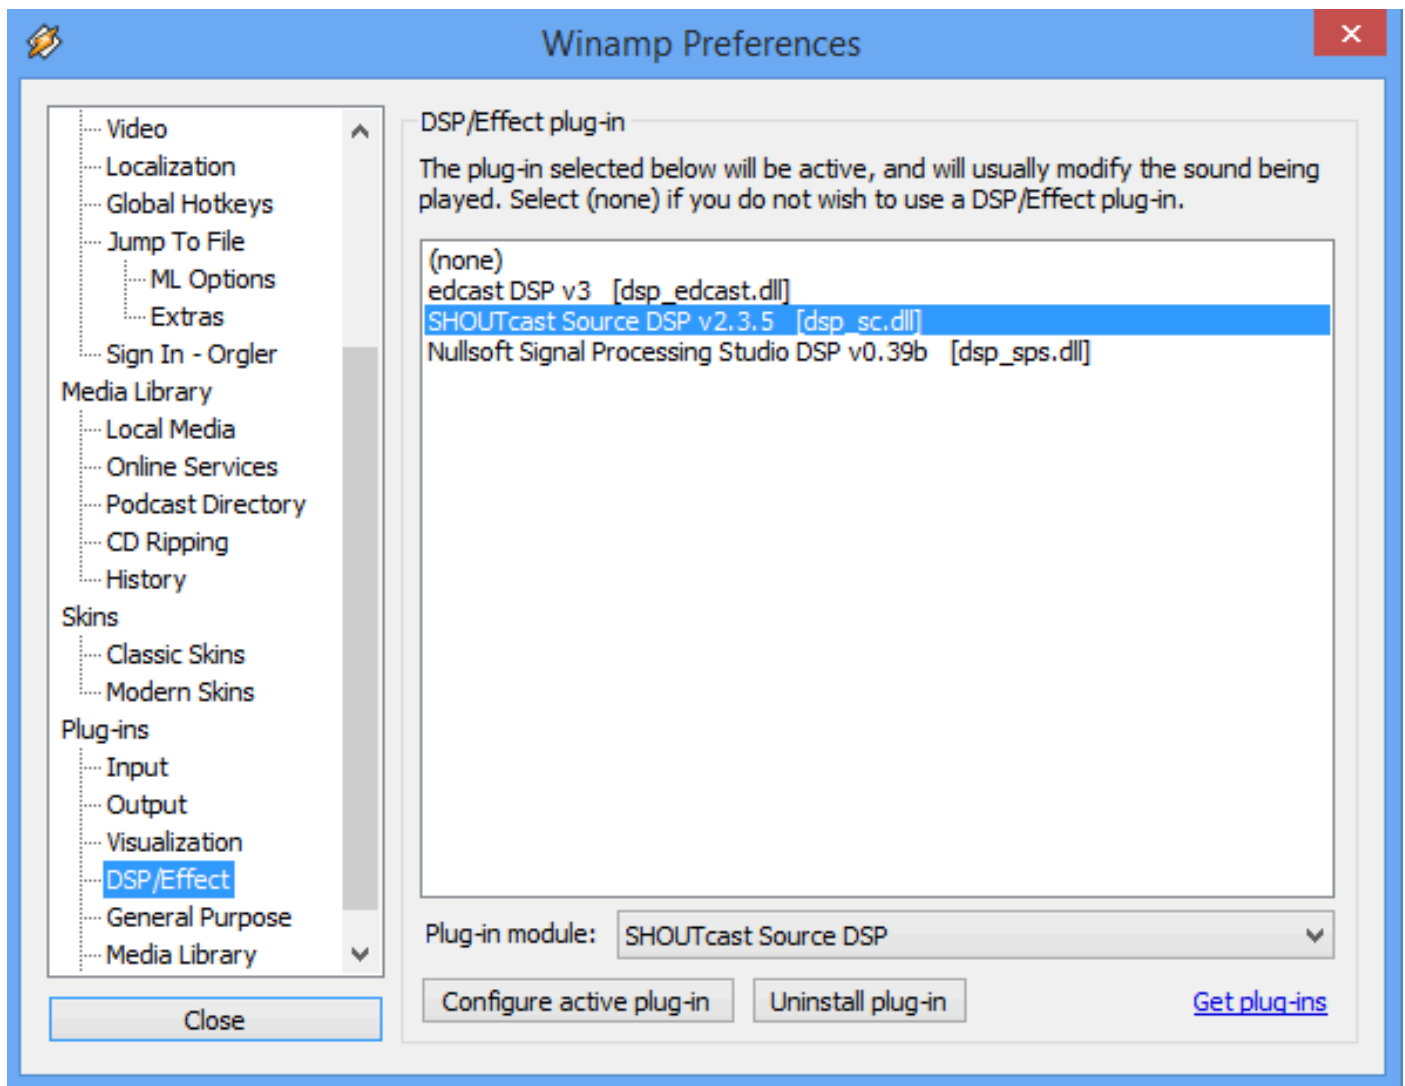 Winamp Preferences
Video
Localization
Global Hotkeys
Jump To File
ML Options
Extras
Sign In - Orgler
Media Library
Local Media
Online Services
Podcast Directory
CD Ripping
History
Skins
Classic Skins
Modern Skins
Plug-ins
Input
Output
Visualization
DSP/Effect
General Purpose
Media Library
Close
DSP/Effect plug-in
The plug-in selected below will be active, and will usually modify the sound being
played. Select (none) if you do not wish to use a DSP/Effect plug-in.
(none)
edcast DSP v3 [dsp_edcast.dll]
SHOUTcast Source DSP v2.3.5 [dsp_sc.dll]
Nullsoft Signal Processing Studio DSP v0.39b [dsp_sps.dll]
Plug-in module: SHOUTcast Source DSP
Configure active plug-in Uninstall plug-in Get plug-ins